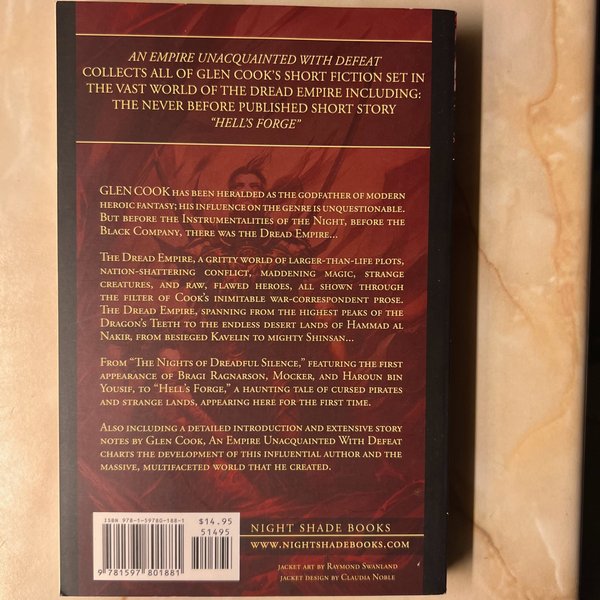 AN EMPIRE UNACQUAINTED WITH DEFEAT
COLLECTS ALL OF GLEN COOK'S SHORT FICTION SET IN
THE VAST WORLD OF THE DREAD EMPIRE INCLUDING:
THE NEVER BEFORE PUBLISHED SHORT STORY
"HELL'S FORGE"
GLEN COOK HAS BEEN HERALDED AS THE GODFATHER OF MODERN
HEROIC FANTASY; HIS INFLUENCE ON THE GENRE IS UNQUESTIONABLE.
BUT BEFORE THE INSTRUMENTALITIES OF THE NIGHT, BEFORE THE
BLACK COMPANY, THERE WAS THE DREAD EMPIRE...
THE DREAD EMPIRE, A GRITTY WORLD OF LARGER-THAN-LIFE PLOTS,
NATION-SHATTERING CONFLICT, MADDENING MAGIC, STRANGE
CREATURES, AND RAW, FLAWED HEROES, ALL SHOWN THROUGH
THE FILTER OF COOK'S INIMITABLE WAR-CORRESPONDENT PROSE.
THE DREAD EMPIRE, SPANNING FROM THE HIGHEST PEAKS OF THE
DRAGON'S TEETH TO THE ENDLESS DESERT LANDS OF HAMMAD AL
NAKIR, FROM BESIEGED KAVELIN TO MIGHTY SHINSAN...
FROM "THE NIGHTS OF DREADFUL SILENCE," FEATURING THE FIRST
APPEARANCE OF BRAGI RAGNARSON, MOCKER, AND HAROUN BIN
YOUSIF, TO "HELL'S FORGE," A HAUNTING TALE OF CURSED PIRATES
AND STRANGE LANDS, APPEARING HERE FOR THE FIRST TIME.
ALSO INCLUDING A DETAILED INTRODUCTION AND EXTENSIVE STORY
NOTES BY GLEN COOK, AN EMPIRE UNACQUAINTED WITH DEFEAT
CHARTS THE DEVELOPMENT OF THIS INFLUENTIAL AUTHOR AND THE
MASSIVE, MULTIFACETED WORLD THAT HE CREATED.
ISBN 978-1-59780-188-1
$14.95
51495
9781597801881
NIGHT SHADE BOOKS
WWW.NIGHTSHADEBOOKS.COM
JACKET ART BY RAYMOND SWANLAND
JACKET DESIGN BY CLAUDIA NOBLE